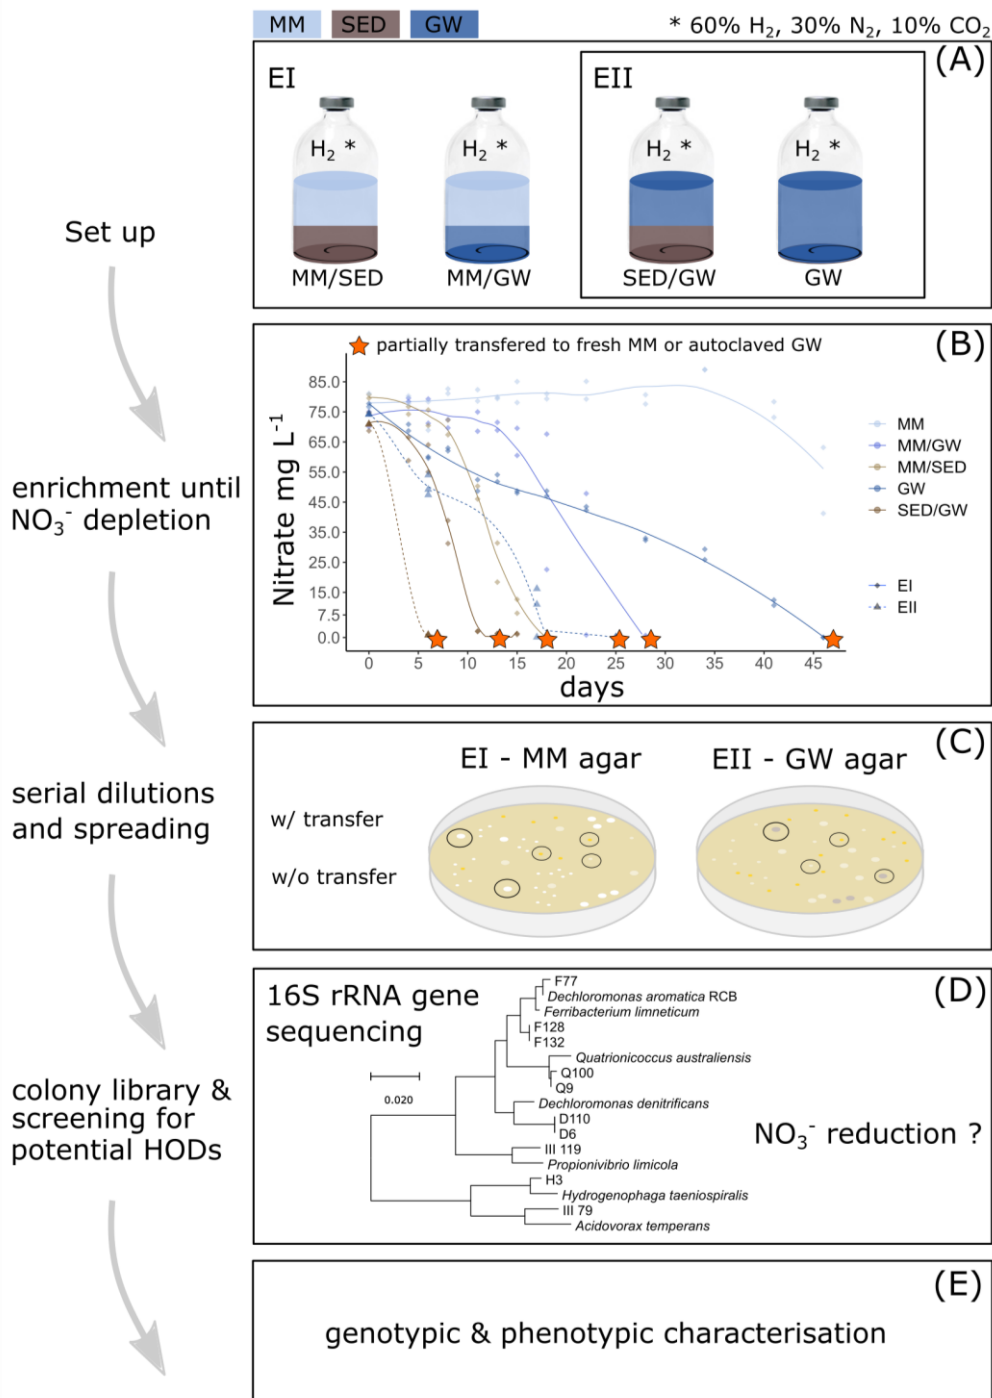 MM SED GW * 60% H₂, 30% N₂, 10% CO₂
(A)
EI
EII
H₂ *
H₂ *
H₂ *
H₂ *
MM/SED
MM/GW
SED/GW
GW
Set up
(B)
partially transfered to fresh MM or autoclaved GW
Nitrate mg L⁻¹
85.0
75.0
65.0
55.0
45.0
35.0
25.0
15.0
7.5
0.0
0 5 10 15 20 25 30 35 40 45
days
MM
MM/GW
MM/SED
GW
SED/GW
EI
EII
enrichment until
NO₃⁻ depletion
(C)
EI - MM agar
EII - GW agar
w/ transfer
w/o transfer
serial dilutions
and spreading
(D)
16S rRNA gene
sequencing
0.020
F77
Dechloromonas aromatica RCB
Ferribacterium limneticum
F128
F132
Quatrionicoccus australiensis
Q100
Q9
Dechloromonas denitrificans
D110
D6
III 119
Propionivibrio limicola
H3
Hydrogenophaga taeniospiralis
III 79
Acidovorax temperans
NO₃⁻ reduction ?
colony library &
screening for
potential HODs
(E)
genotypic & phenotypic characterisation